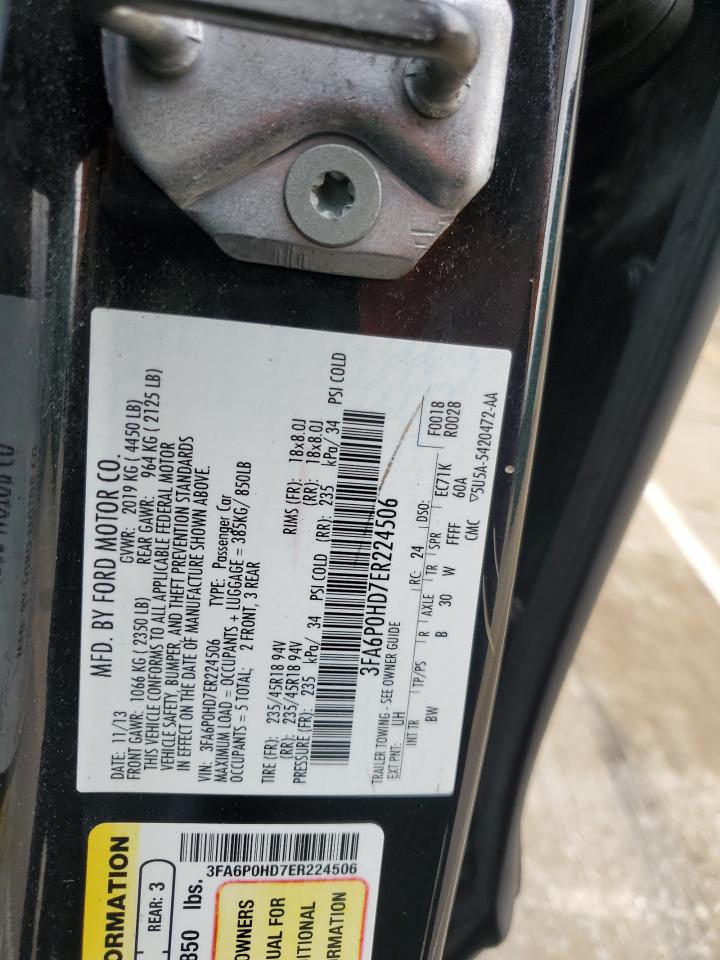 MFD. BY FORD MOTOR CO.
DATE: 11/13 GVWR: 2019 KG ( 4450 LB)
FRONT GAWR: 1066 KG ( 2350 LB) REAR GAWR: 964 KG ( 2125 LB)
THIS VEHICLE CONFORMS TO ALL APPLICABLE FEDERAL MOTOR
VEHICLE SAFETY, BUMPER, AND THEFT PREVENTION STANDARDS
IN EFFECT ON THE DATE OF MANUFACTURE SHOWN ABOVE.
VIN: 3FA6P0HD7ER224506 TYPE: Passenger Car
MAXIMUM LOAD = OCCUPANTS + LUGGAGE = 385KG/ 850LB
OCCUPANTS = 5 TOTAL; 2 FRONT, 3 REAR
TIRE (FR): 235/45R18 94V RIMS (FR): 18x8.0J
(RR): 235/45R18 94V (RR): 18x8.0J
PRESSURE (FR): 235 kPa/ 34 PSI COLD (RR): 235 kPa/ 34 PSI COLD
3FA6P0HD7ER224506
TRAILER TOWING - SEE OWNER GUIDE
EXT PNT: UH RC: 24 DSO: F0018
R0028
INT TR TP/PS R AXLE TR SPR EC71K
BW B 30 W FFFF 60A
CMC ▽5U5A-5420472-AA
ORMATION
REAR: 3
850 lbs.
3FA6P0HD7ER224506
OWNERS
UAL FOR
ITIONAL
RMATION